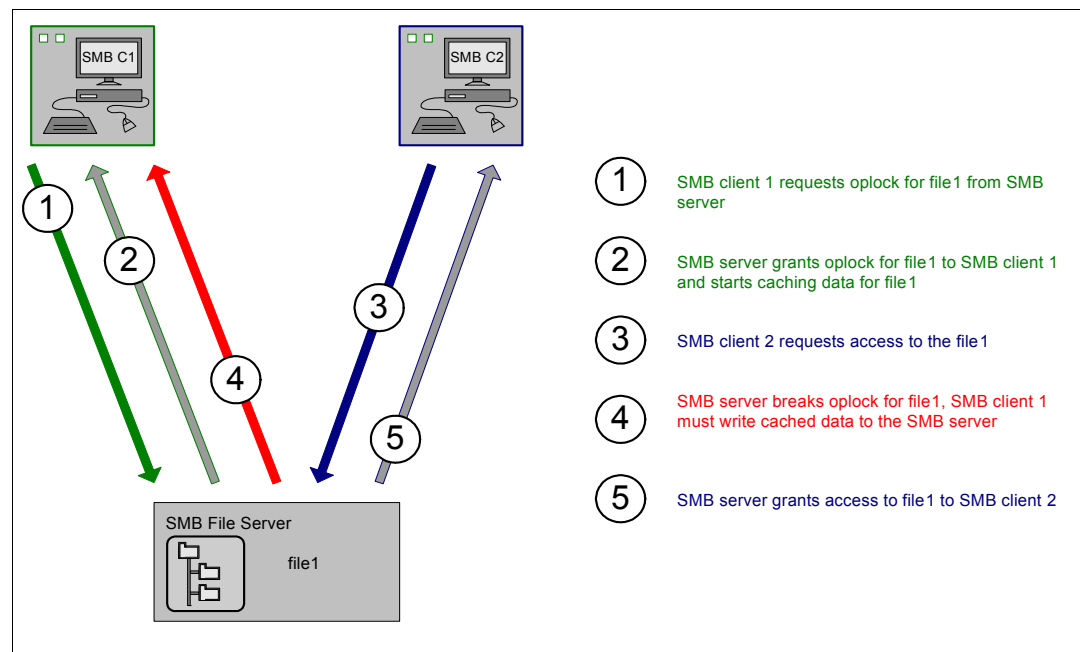 SMB C1
SMB C2
1
2
3
4
5
SMB File Server
file1
1
SMB client 1 requests oplock for file1 from SMB
server
2
SMB server grants oplock for file1 to SMB client 1
and starts caching data for file1
3
SMB client 2 requests access to the file1
4
SMB server breaks oplock for file1, SMB client 1
must write cached data to the SMB server
5
SMB server grants access to file1 to SMB client 2